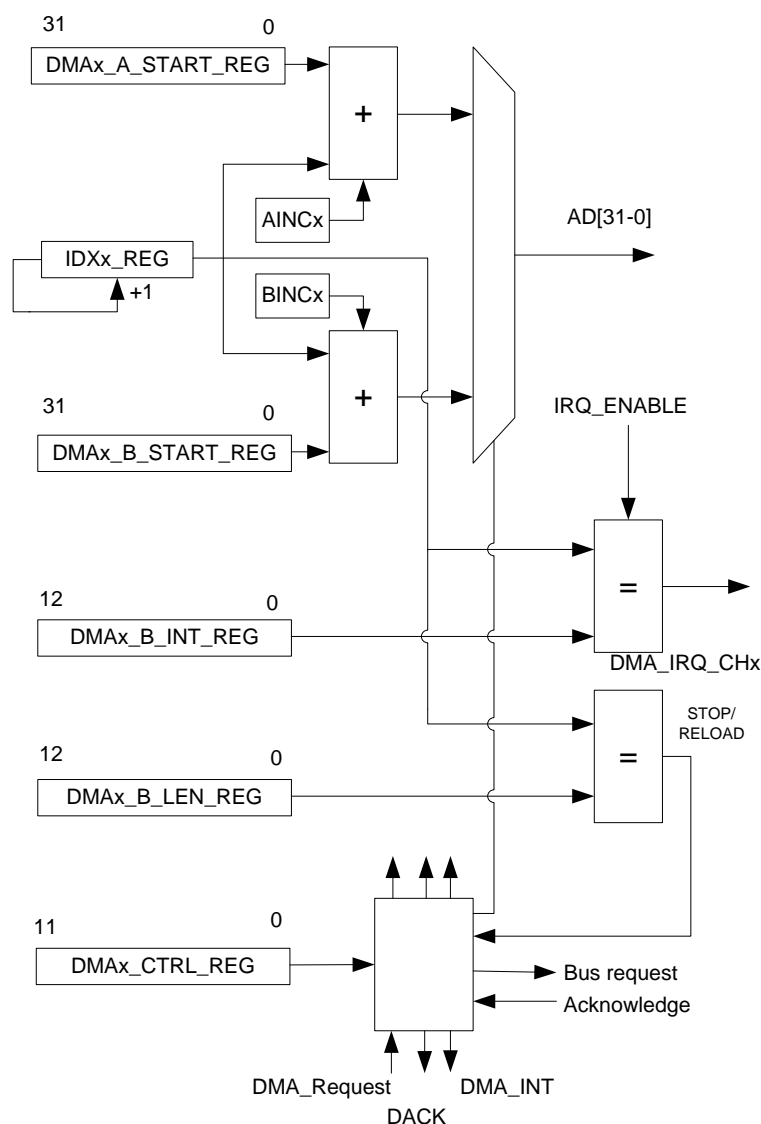 31 0
DMAx_A_START_REG
+
AINCx
AD[31-0]
IDXx_REG
+1
BINCx
+
31 0
DMAx_B_START_REG
IRQ_ENABLE
12 0
DMAx_B_INT_REG
=
DMA_IRQ_CHx
STOP/
RELOAD
12 0
DMAx_B_LEN_REG
=
11 0
DMAx_CTRL_REG
Bus request
Acknowledge
DMA_Request
DMA_INT
DACK